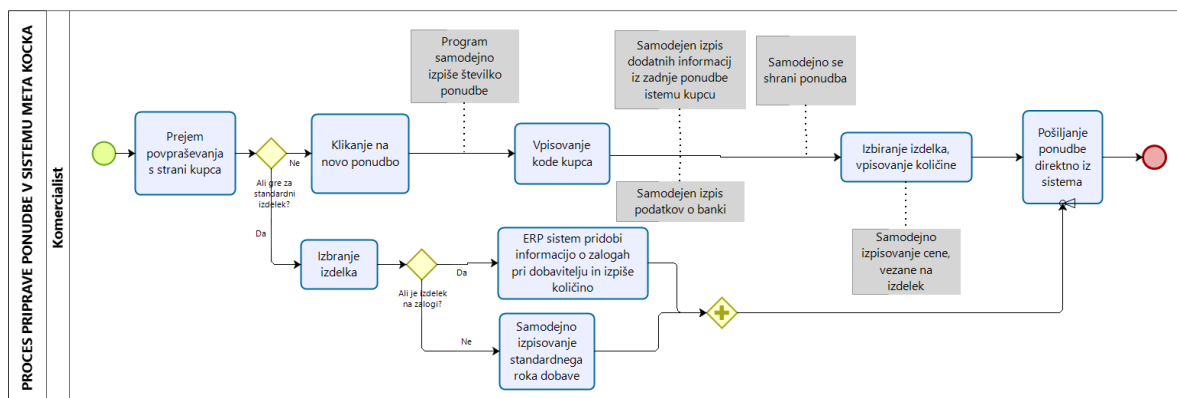 PROCES PRIPRAVE PONUDBE V SISTEMU META KOCKA
Komercialist
Prejem
povpraševanja
s strani kupca
Ali gre za
standardni
izdelek?
Ne
Da
Klikanje na
novo ponudbo
Program
samodejno
izpiše številko
ponudbe
Vpisovanje
kode kupca
Samodejen izpis
dodatnih informacij
iz zadnje ponudbe
istemu kupcu
Samodejen izpis
podatkov o banki
Samodejno se
shrani ponudba
Izbiranje izdelka,
vpisovanje količine
Samodejno
izpisovanje cene,
vezane na
izdelek
Pošiljanje
ponudbe
direktno iz
sistema
Izbranje
izdelka
Ali je izdelek
na zalogi?
Da
Ne
ERP sistem pridobi
informacijo o zalogah
pri dobavitelju in izpiše
količino
Samodejno
izpisovanje
standardnega
roka dobave